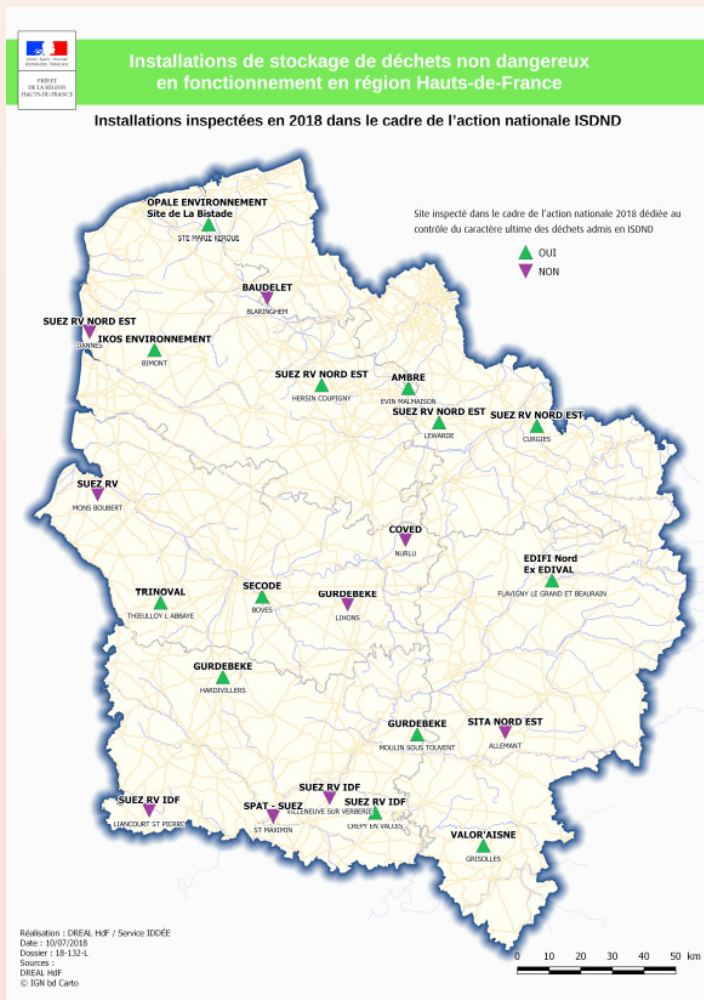 Liberté • Égalité • Fraternité
RÉPUBLIQUE FRANÇAISE
PRÉFET
DE LA RÉGION
HAUTS-DE-FRANCE
Installations de stockage de déchets non dangereux
en fonctionnement en région Hauts-de-France
Installations inspectées en 2018 dans le cadre de l'action nationale ISDND
Site inspecté dans le cadre de l'action nationale 2018 dédiée au
contrôle du caractère ultime des déchets admis en ISDND
OUI
NON
OPALE ENVIRONNEMENT
Site de La Bistade
STE MARIE KERQUE
BAUDELET
BLARINGHEM
SUEZ RV NORD EST
DANNES
IKOS ENVIRONNEMENT
BIMONT
SUEZ RV NORD EST
HERSIN COUPIGNY
AMBRE
EVIN MALMAISON
SUEZ RV NORD EST
LEWARDE
SUEZ RV NORD EST
CURGIES
SUEZ RV
MONS BOUBERT
COVED
NURLU
EDIFI Nord
Ex EDIVAL
FLAVIGNY LE GRAND ET BEAURAIN
TRINOVAL
THIEULLOY L ABBAYE
SECODE
BOVES
GURDEBEKE
LIHONS
GURDEBEKE
HARDIVILLERS
GURDEBEKE
MOULIN SOUS TOUVENT
SITA NORD EST
ALLEMANT
SUEZ RV IDF
LIANCOURT ST PIERRE
SPAT - SUEZ
ST MAXIMIN
SUEZ RV IDF
VILLENEUVE SUR VERBERIE
SUEZ RV IDF
CREPY EN VALOIS
VALOR'AISNE
GRISOLLES
Réalisation : DREAL HdF / Service IDDÉE
Date : 10/07/2018
Dossier : 18-132-L
Sources :
DREAL HdF
© IGN bd Carto
0 10 20 30 40 50 km